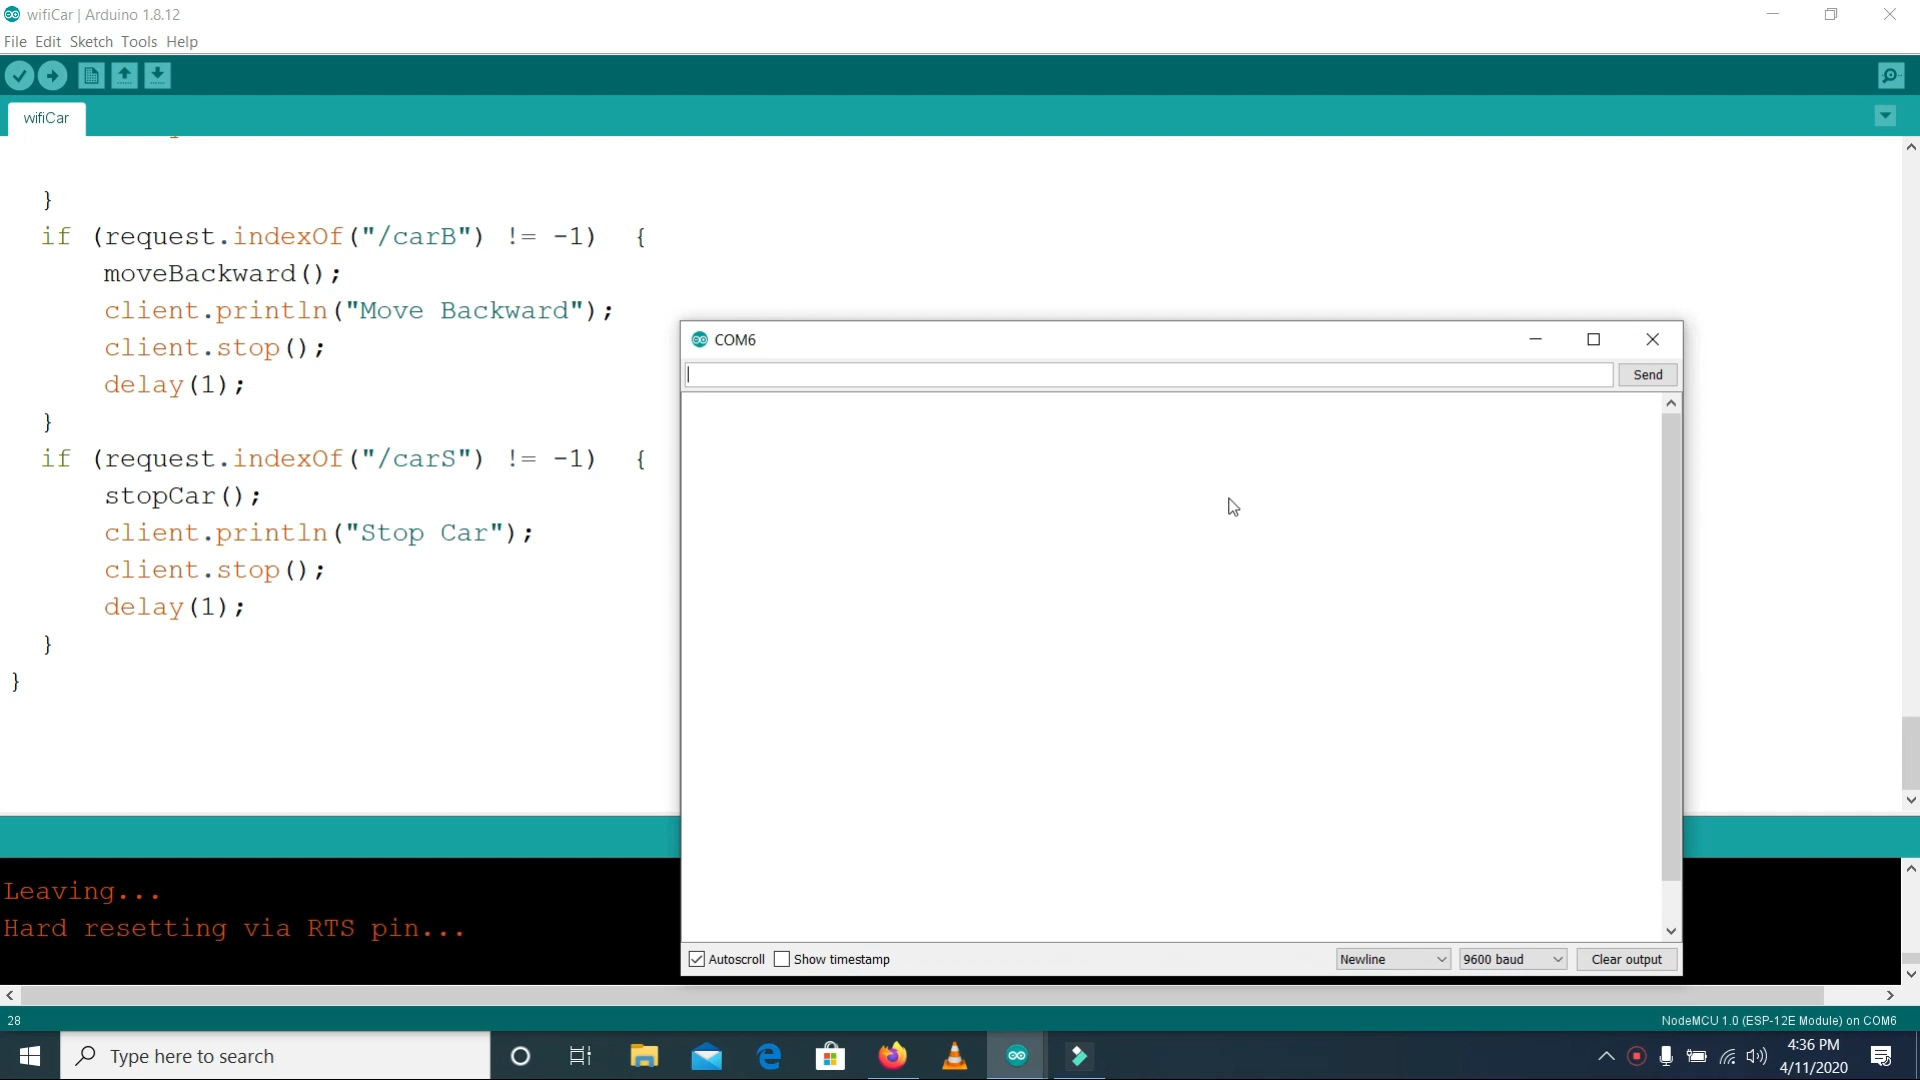 wifiCar | Arduino 1.8.12
File Edit Sketch Tools Help
wifiCar
}
if (request.indexOf("/carB") != -1) {
moveBackward();
client.println("Move Backward");
client.stop();
delay(1);
}
if (request.indexOf("/carS") != -1) {
stopCar();
client.println("Stop Car");
client.stop();
delay(1);
}
}
COM6
Send
Autoscroll Show timestamp Newline 9600 baud Clear output
Leaving...
Hard resetting via RTS pin...
28 NodeMCU 1.0 (ESP-12E Module) on COM6
Type here to search
4:36 PM
4/11/2020